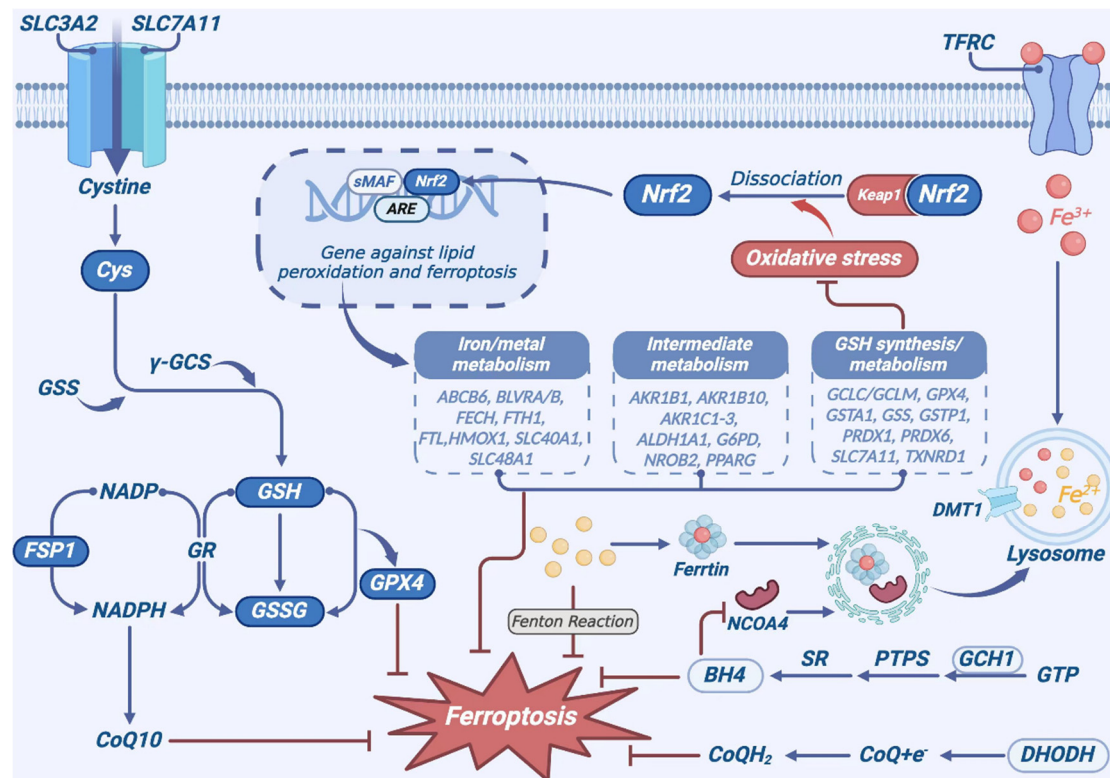 SLC3A2
SLC7A11
TFRC
Cystine
sMAF
Nrf2
ARE
Gene against lipid
peroxidation and ferroptosis
Nrf2
Dissociation
Keap1
Nrf2
Fe³⁺
Oxidative stress
Cys
γ-GCS
GSS
Iron/metal
metabolism
ABCB6, BLVRA/B,
FECH, FTH1,
FTL,HMOX1, SLC40A1,
SLC48A1
Intermediate
metabolism
AKR1B1, AKR1B10,
AKR1C1-3,
ALDH1A1, G6PD,
NROB2, PPARG
GSH synthesis/
metabolism
GCLC/GCLM, GPX4,
GSTA1, GSS, GSTP1,
PRDX1, PRDX6,
SLC7A11, TXNRD1
NADP
GSH
FSP1
GR
GPX4
NADPH
GSSG
Ferrtin
DMT1
Fe²⁺
Lysosome
Fenton Reaction
NCOA4
BH4
SR
PTPS
GCH1
GTP
Ferroptosis
CoQ10
CoQH₂
CoQ+e⁻
DHODH